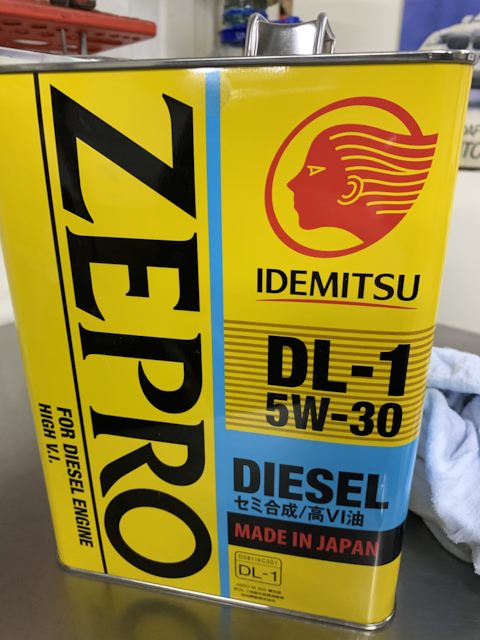 ZEPRO
FOR DIESEL ENGINE
HIGH V.I.
IDEMITSU
DL-1
5W-30
DIESEL
セミ合成/高VI油
MADE IN JAPAN
DL-1